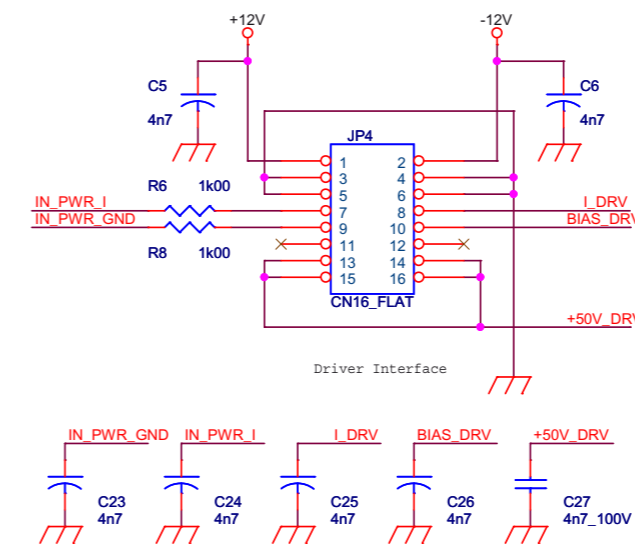 +12V
-12V
C5
4n7
C6
4n7
JP4
1
2
3
4
5
6
IN_PWR_I
R6
1k00
7
8
I_DRV
IN_PWR_GND
9
10
BIAS_DRV
R8
1k00
11
12
13
14
15
16
CN16_FLAT
+50V_DRV
Driver Interface
IN_PWR_GND
IN_PWR_I
I_DRV
BIAS_DRV
+50V_DRV
C23
4n7
C24
4n7
C25
4n7
C26
4n7
C27
4n7_100V